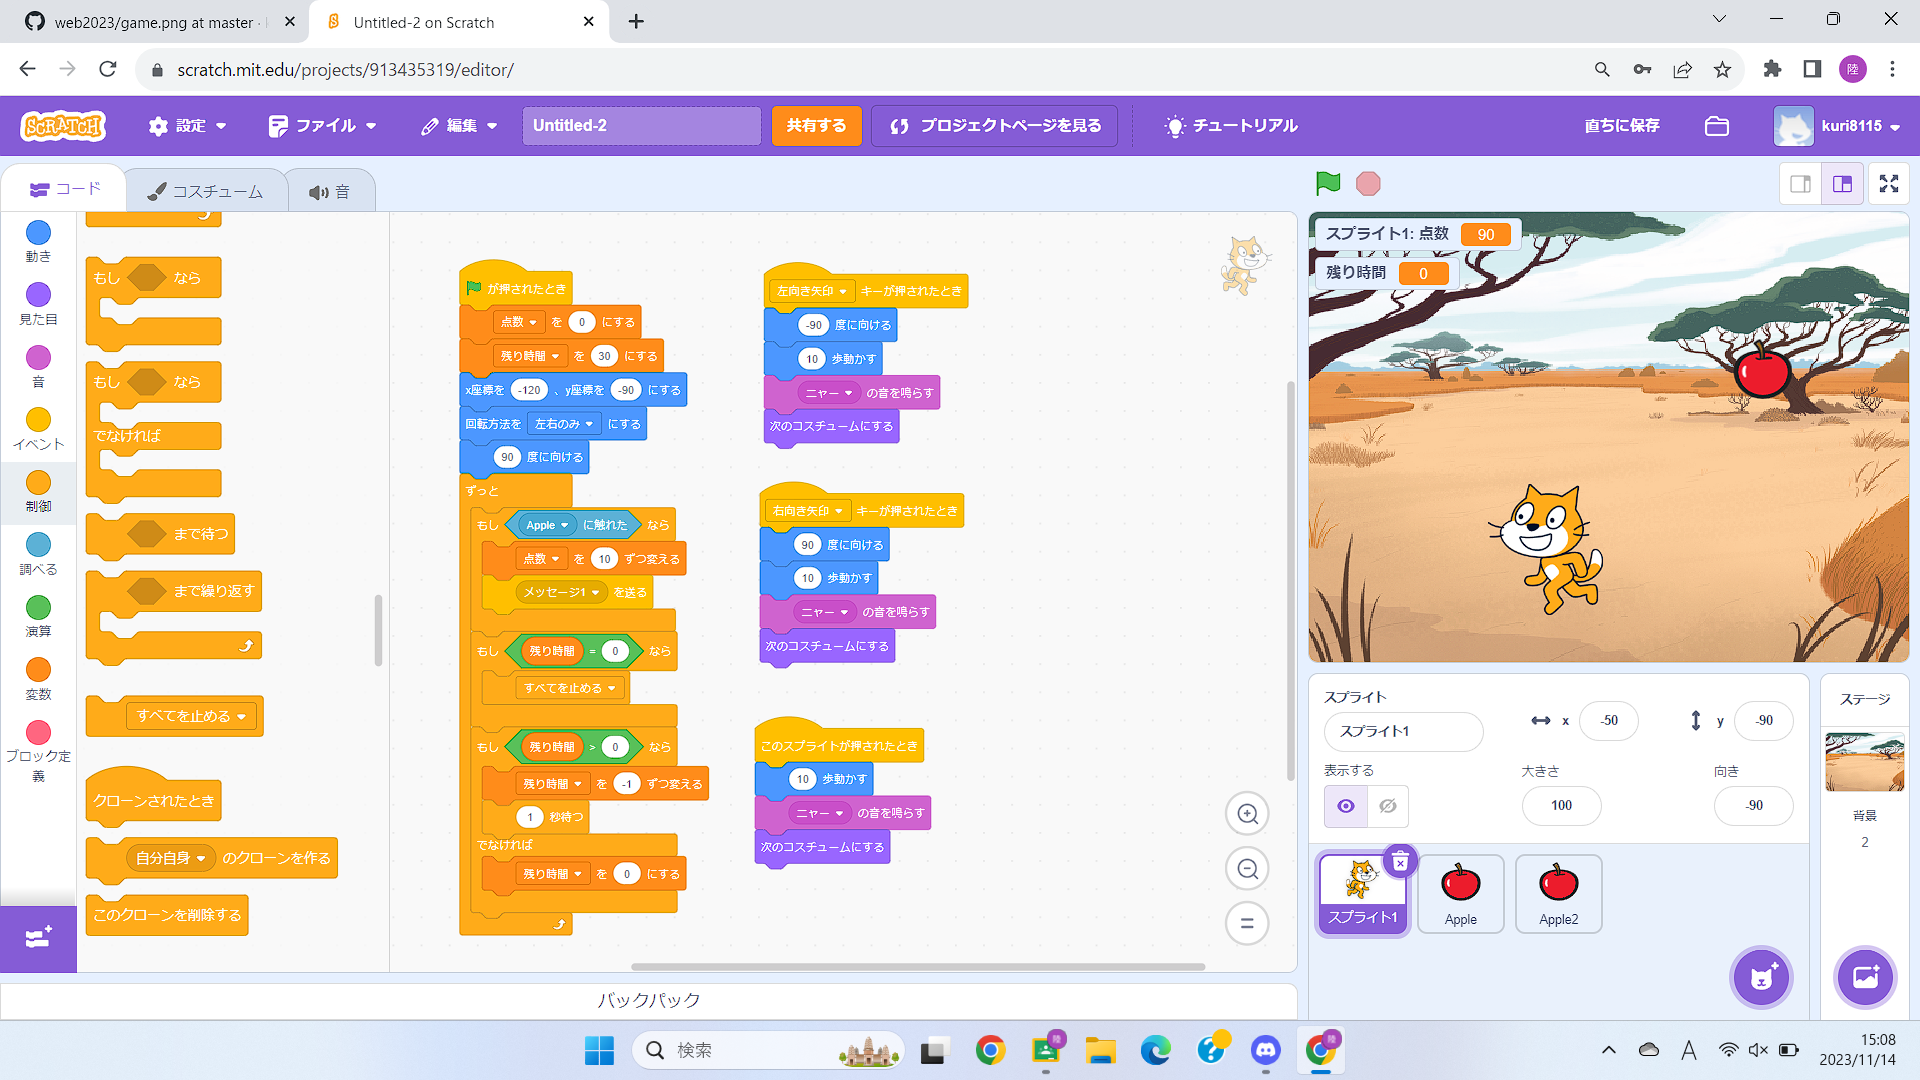 web2023/game.png at master ·
Untitled-2 on Scratch
scratch.mit.edu/projects/913435319/editor/
陸
SCRATCH
設定
ファイル
編集
Untitled-2
共有する
プロジェクトページを見る
チュートリアル
直ちに保存
kuri8115
コード
コスチューム
音
動き
見た目
音
イベント
制御
調べる
演算
変数
ブロック定義
もし なら
もし なら
でなければ
まで待つ
まで繰り返す
すべてを止める
クローンされたとき
自分自身 のクローンを作る
このクローンを削除する
が押されたとき
点数 を 0 にする
残り時間 を 30 にする
x座標を -120 、y座標を -90 にする
回転方法を 左右のみ にする
90 度に向ける
ずっと
もし Apple に触れた なら
点数 を 10 ずつ変える
メッセージ1 を送る
もし 残り時間 = 0 なら
すべてを止める
もし 残り時間 > 0 なら
残り時間 を -1 ずつ変える
1 秒待つ
でなければ
残り時間 を 0 にする
左向き矢印 キーが押されたとき
-90 度に向ける
10 歩動かす
ニャー の音を鳴らす
次のコスチュームにする
右向き矢印 キーが押されたとき
90 度に向ける
10 歩動かす
ニャー の音を鳴らす
次のコスチュームにする
このスプライトが押されたとき
10 歩動かす
ニャー の音を鳴らす
次のコスチュームにする
スプライト1: 点数 90
残り時間 0
スプライト
スプライト1
x -50
y -90
表示する
大きさ
向き
100
-90
スプライト1
Apple
Apple2
ステージ
背景
2
バックパック
検索
陸
陸
A
15:08
2023/11/14